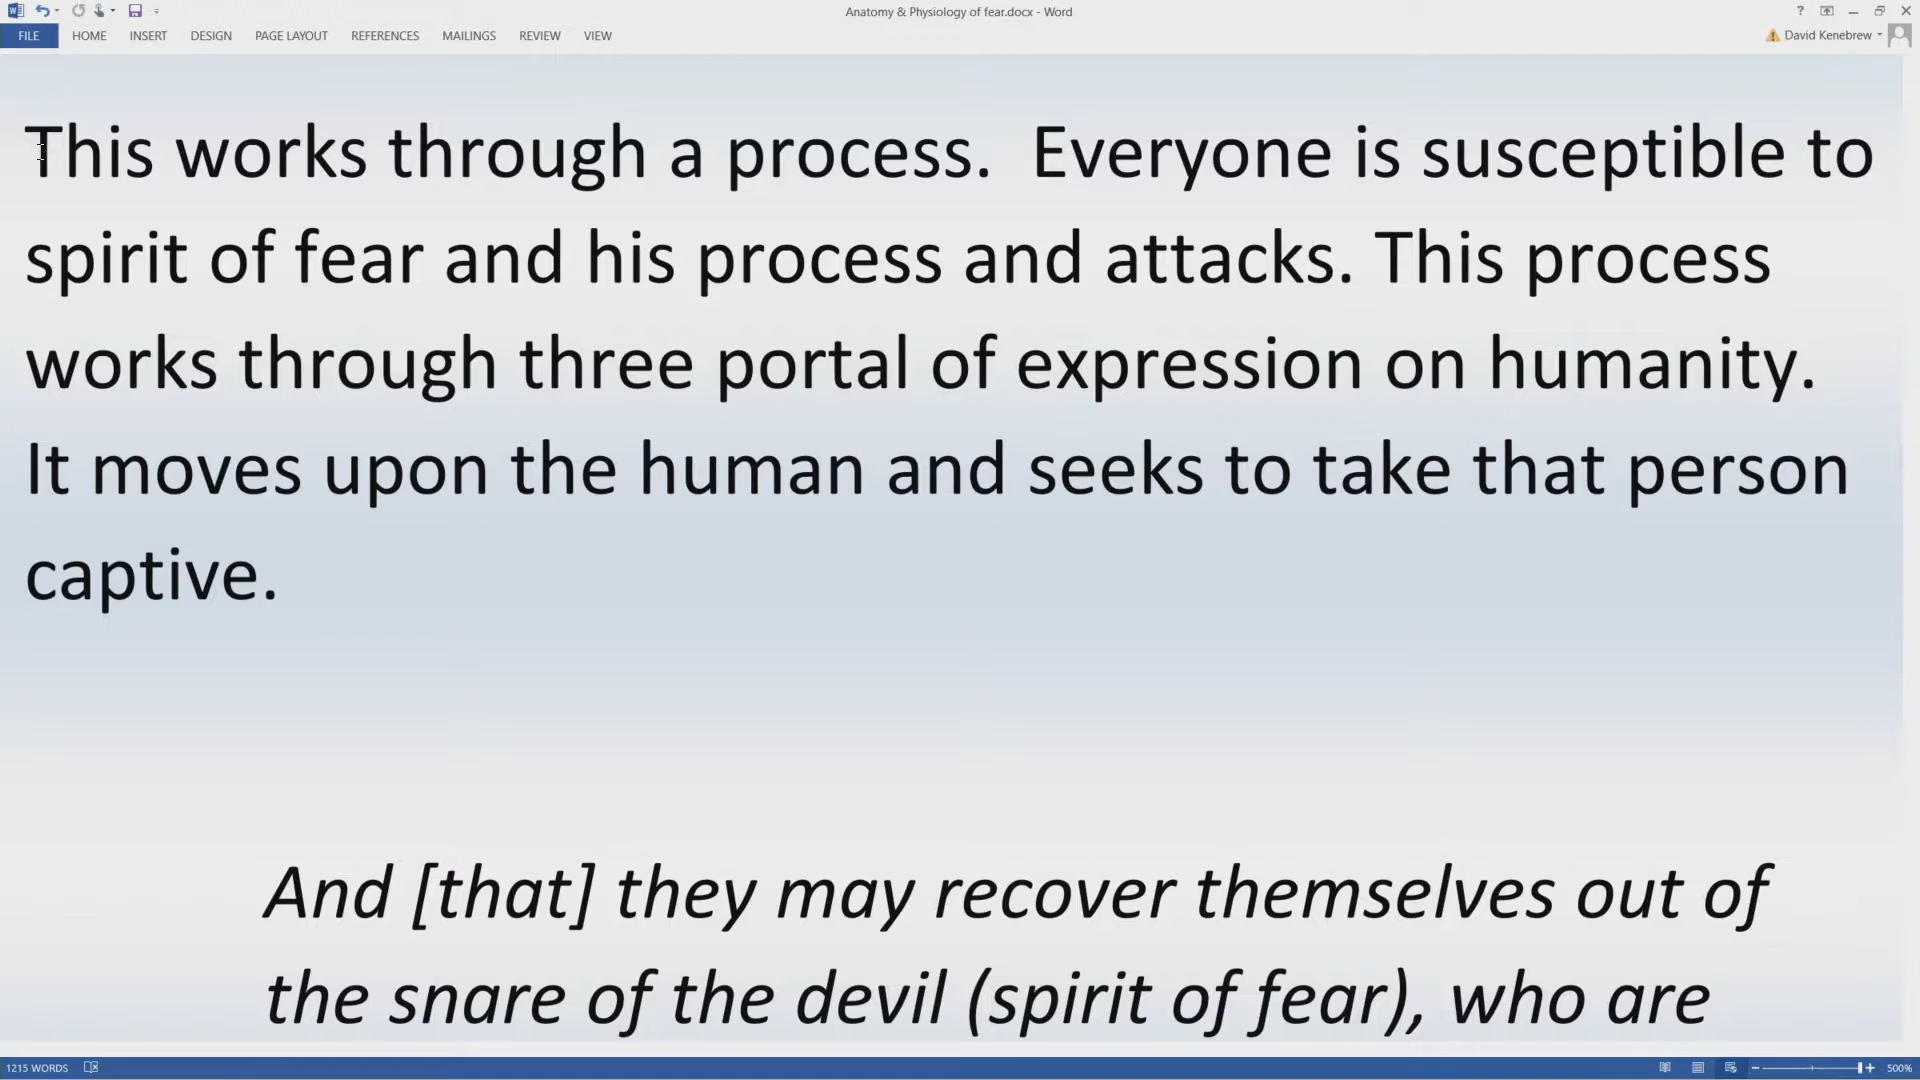 Anatomy & Physiology of fear.docx - Word
?
FILE HOME INSERT DESIGN PAGE LAYOUT REFERENCES MAILINGS REVIEW VIEW
David Kenebrew
This works through a process.  Everyone is susceptible to
spirit of fear and his process and attacks. This process
works through three portal of expression on humanity.
It moves upon the human and seeks to take that person
captive.
And [that] they may recover themselves out of
the snare of the devil (spirit of fear), who are
1215 WORDS
500%